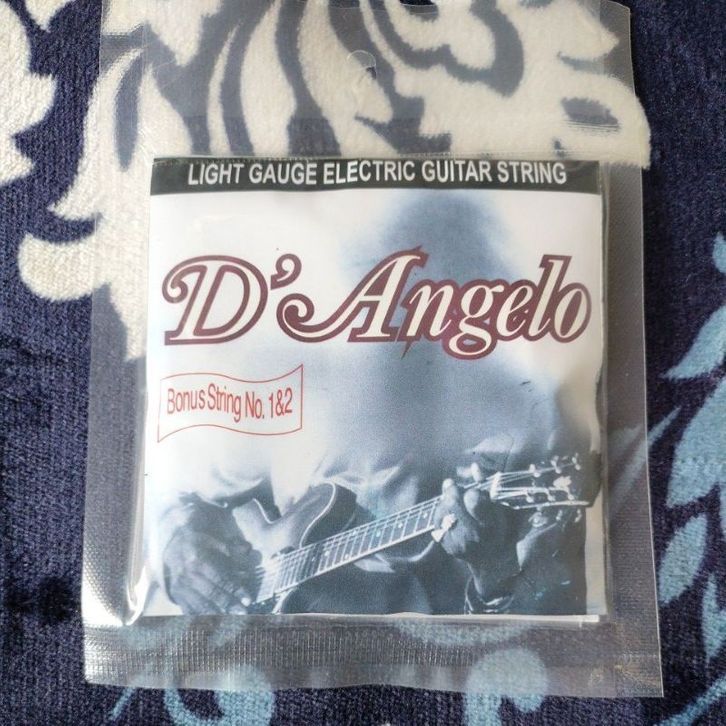 LIGHT GAUGE ELECTRIC GUITAR STRING
D'Angelo
Bonus String No. 1&2